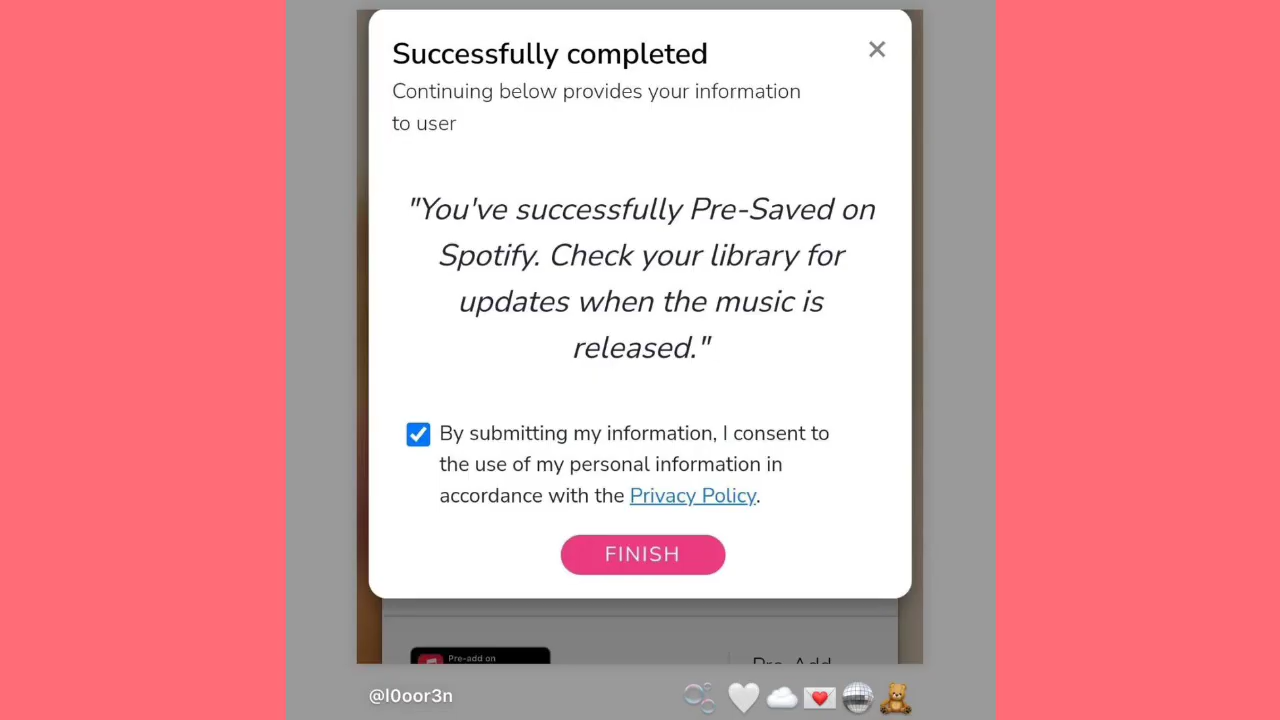 Successfully completed
Continuing below provides your information
to user
"You've successfully Pre-Saved on
Spotify. Check your library for
updates when the music is
released."
By submitting my information, I consent to
the use of my personal information in
accordance with the Privacy Policy.
FINISH
Pre-add on
Pre-Add
@l0oor3n